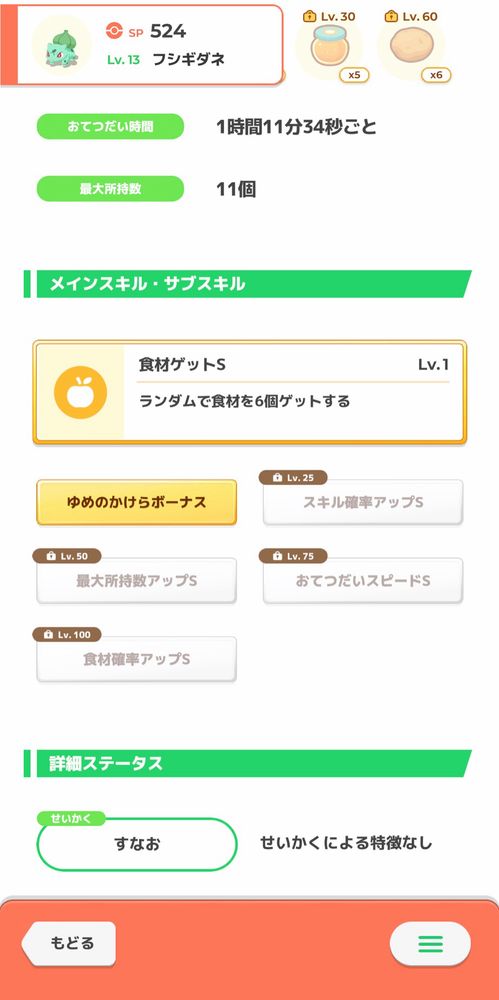 SP 524
Lv.13 フシギダネ
Lv.30
x5
Lv.60
x6
おてつだい時間 1時間11分34秒ごと
最大所持数 11個
メインスキル・サブスキル
食材ゲットS Lv.1
ランダムで食材を6個ゲットする
ゆめのかけらボーナス
Lv.25
スキル確率アップS
Lv.50
最大所持数アップS
Lv.75
おてつだいスピードS
Lv.100
食材確率アップS
詳細ステータス
せいかく
すなお
せいかくによる特徴なし
もどる